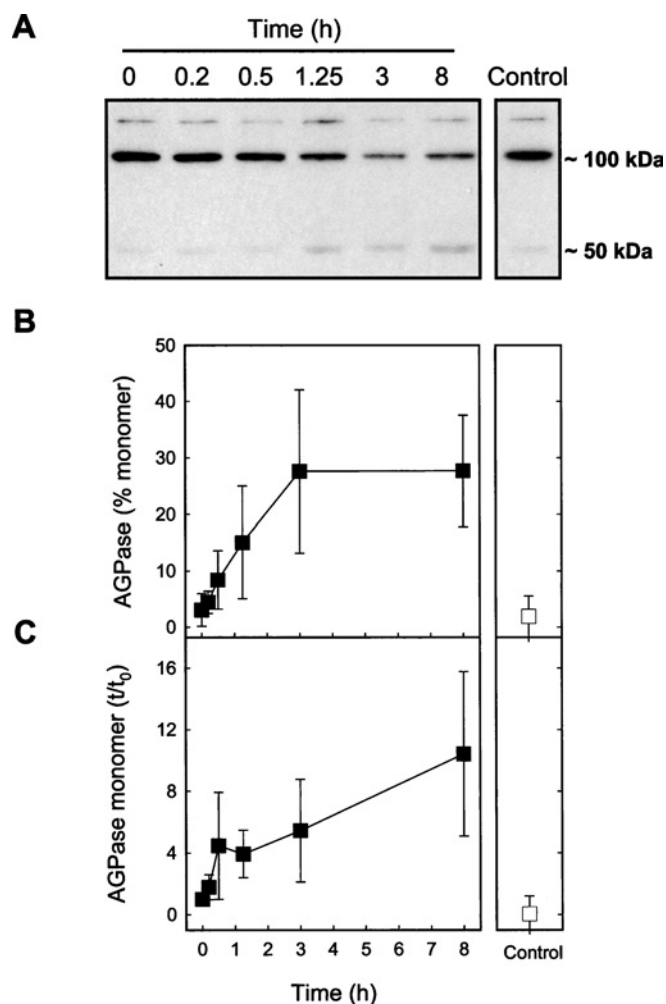 A
Time (h)
0 0.2 0.5 1.25 3 8 Control
~ 100 kDa
~ 50 kDa
B
AGPase (% monomer)
50
40
30
20
10
0
C
AGPase monomer (t/t0)
16
12
8
4
0
0 1 2 3 4 5 6 7 8 Control
Time (h)